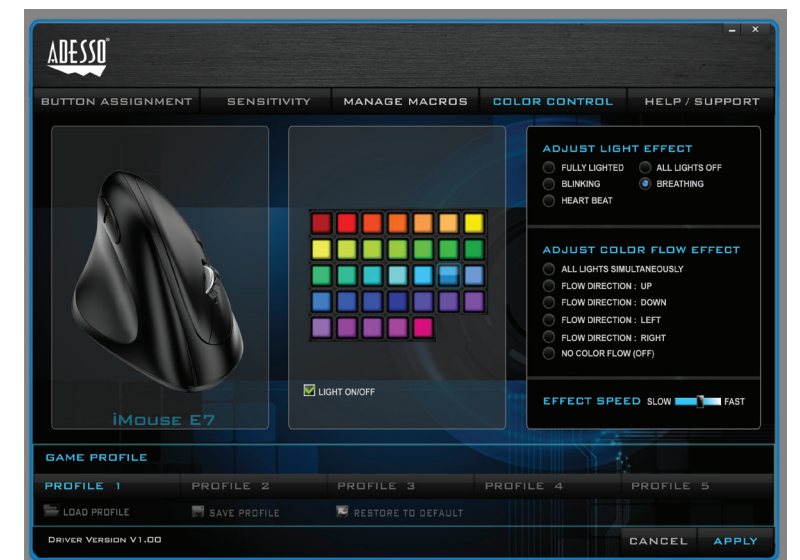 ADESSO
BUTTON ASSIGNMENT SENSITIVITY MANAGE MACROS COLOR CONTROL HELP / SUPPORT
ADJUST LIGHT EFFECT
FULLY LIGHTED ALL LIGHTS OFF
BLINKING BREATHING
HEART BEAT
ADJUST COLOR FLOW EFFECT
ALL LIGHTS SIMULTANEOUSLY
FLOW DIRECTION : UP
FLOW DIRECTION : DOWN
FLOW DIRECTION : LEFT
FLOW DIRECTION : RIGHT
NO COLOR FLOW (OFF)
LIGHT ON/OFF
EFFECT SPEED SLOW FAST
iMouse E7
GAME PROFILE
PROFILE 1 PROFILE 2 PROFILE 3 PROFILE 4 PROFILE 5
LOAD PROFILE SAVE PROFILE RESTORE TO DEFAULT
DRIVER VERSION V1.00 CANCEL APPLY